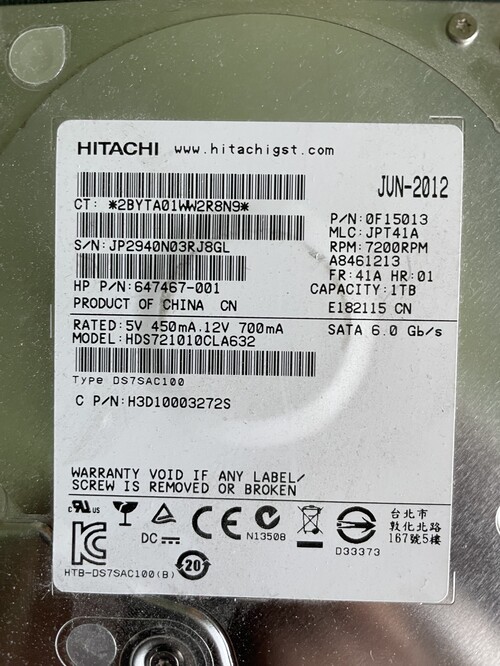 HITACHI www.hitachigst.com
JUN-2012
CT: *2BYTA01WW2R8N9*
P/N:0F15013
MLC:JPT41A
S/N:JP2940N03RJ8GL
RPM:7200RPM
A8461213
FR:41A HR:01
HP P/N:647467-001
CAPACITY:1TB
PRODUCT OF CHINA CN
E182115 CN
RATED:5V 450mA.12V 700mA
SATA 6.0 Gb/s
MODEL:HDS721010CLA632
Type DS7SAC100
C P/N:H3D10003272S
WARRANTY VOID IF ANY LABEL/
SCREW IS REMOVED OR BROKEN
c RU US
DC
CE
N13508
D33373
台北市
敦化北路
167號5樓
20
HTB-DS7SAC100(B)